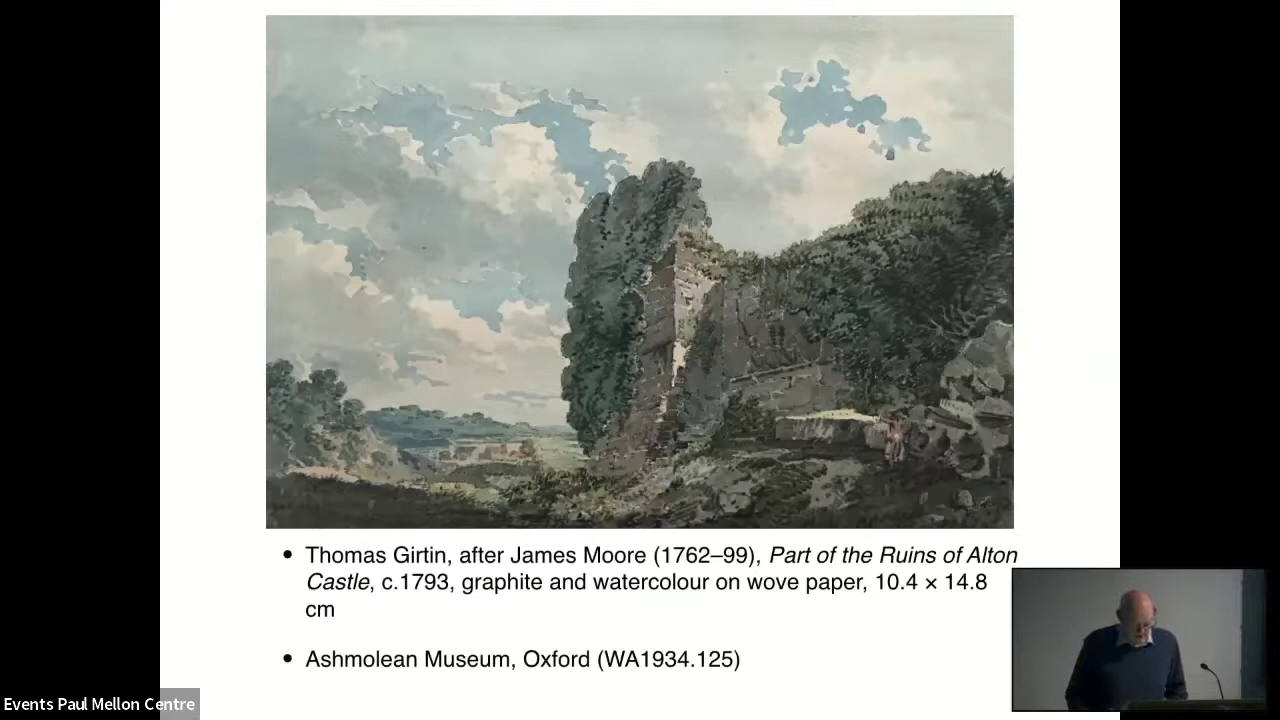 • Thomas Girtin, after James Moore (1762–99), Part of the Ruins of Alton
Castle, c.1793, graphite and watercolour on wove paper, 10.4 × 14.8
cm
• Ashmolean Museum, Oxford (WA1934.125)
Events Paul Mellon Centre